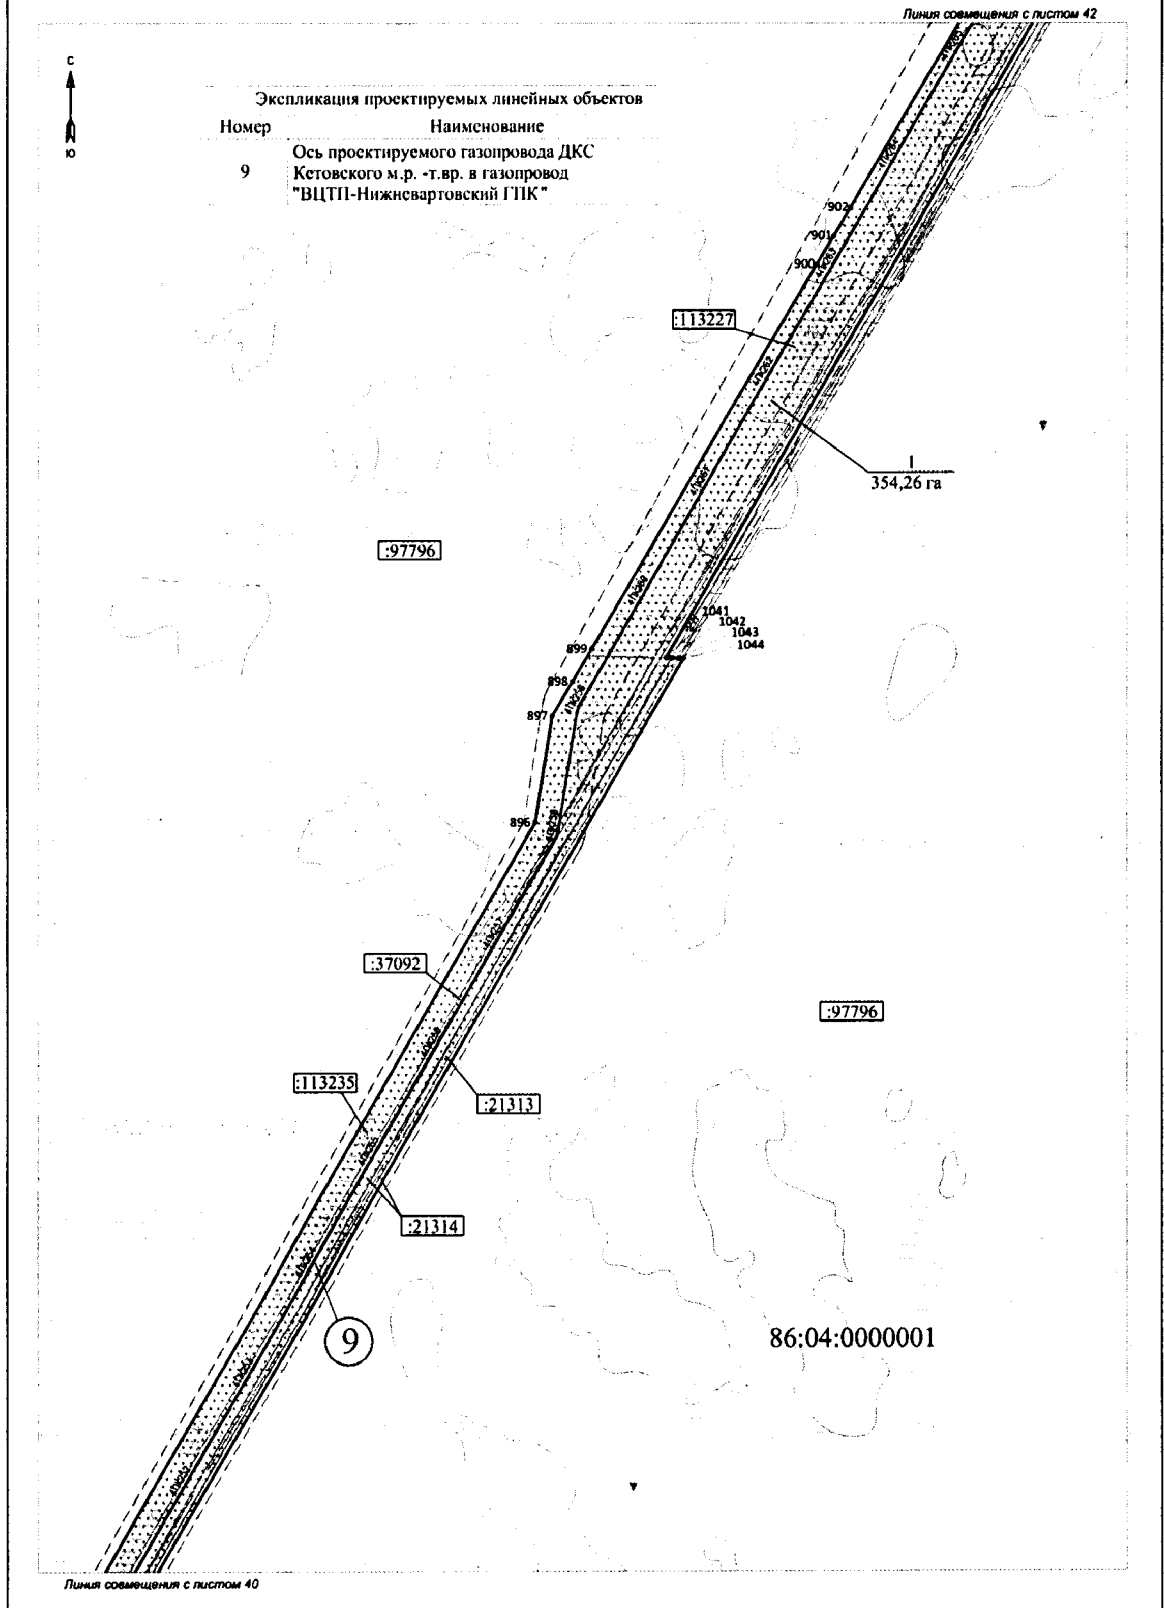 Линия совмещения с листом 42
С
Ю
Экспликация проектируемых линейных объектов
Номер Наименование
9 Ось проектируемого газопровода ДКС
Кетовского м.р. -т.вр. в газопровод
"ВЦТП-Нижневартовский ГПК"
902
901
900
:113227
1
354,26 га
:97796
1041
1042
1043
1044
899
898
897
896
:37092
:97796
:113235
:21313
:21314
9
86:04:0000001
Линия совмещения с листом 40